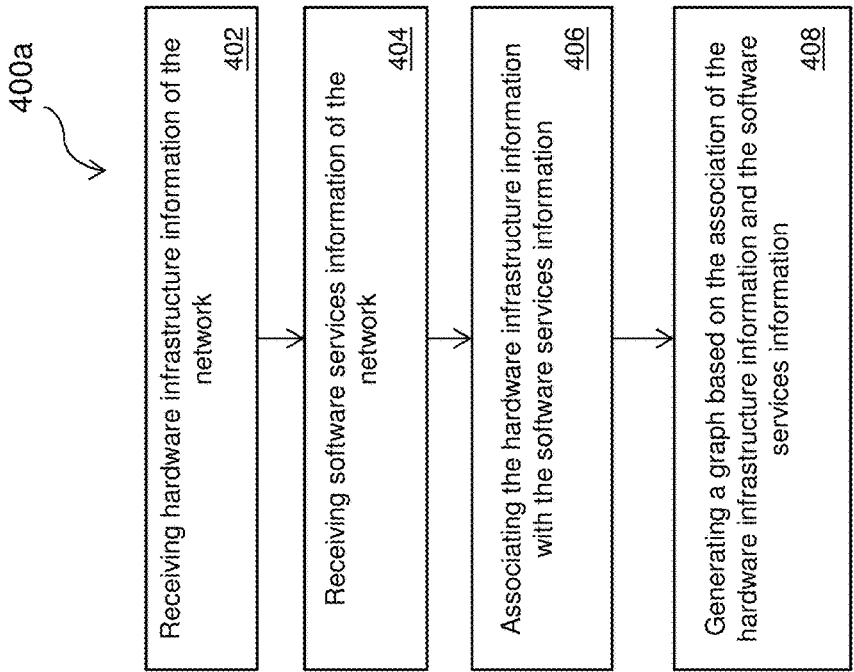 400a
Receiving hardware infrastructure information of the
network
402
Receiving software services information of the
network
404
Associating the hardware infrastructure information
with the software services information
406
Generating a graph based on the association of the
hardware infrastructure information and the software
services information
408